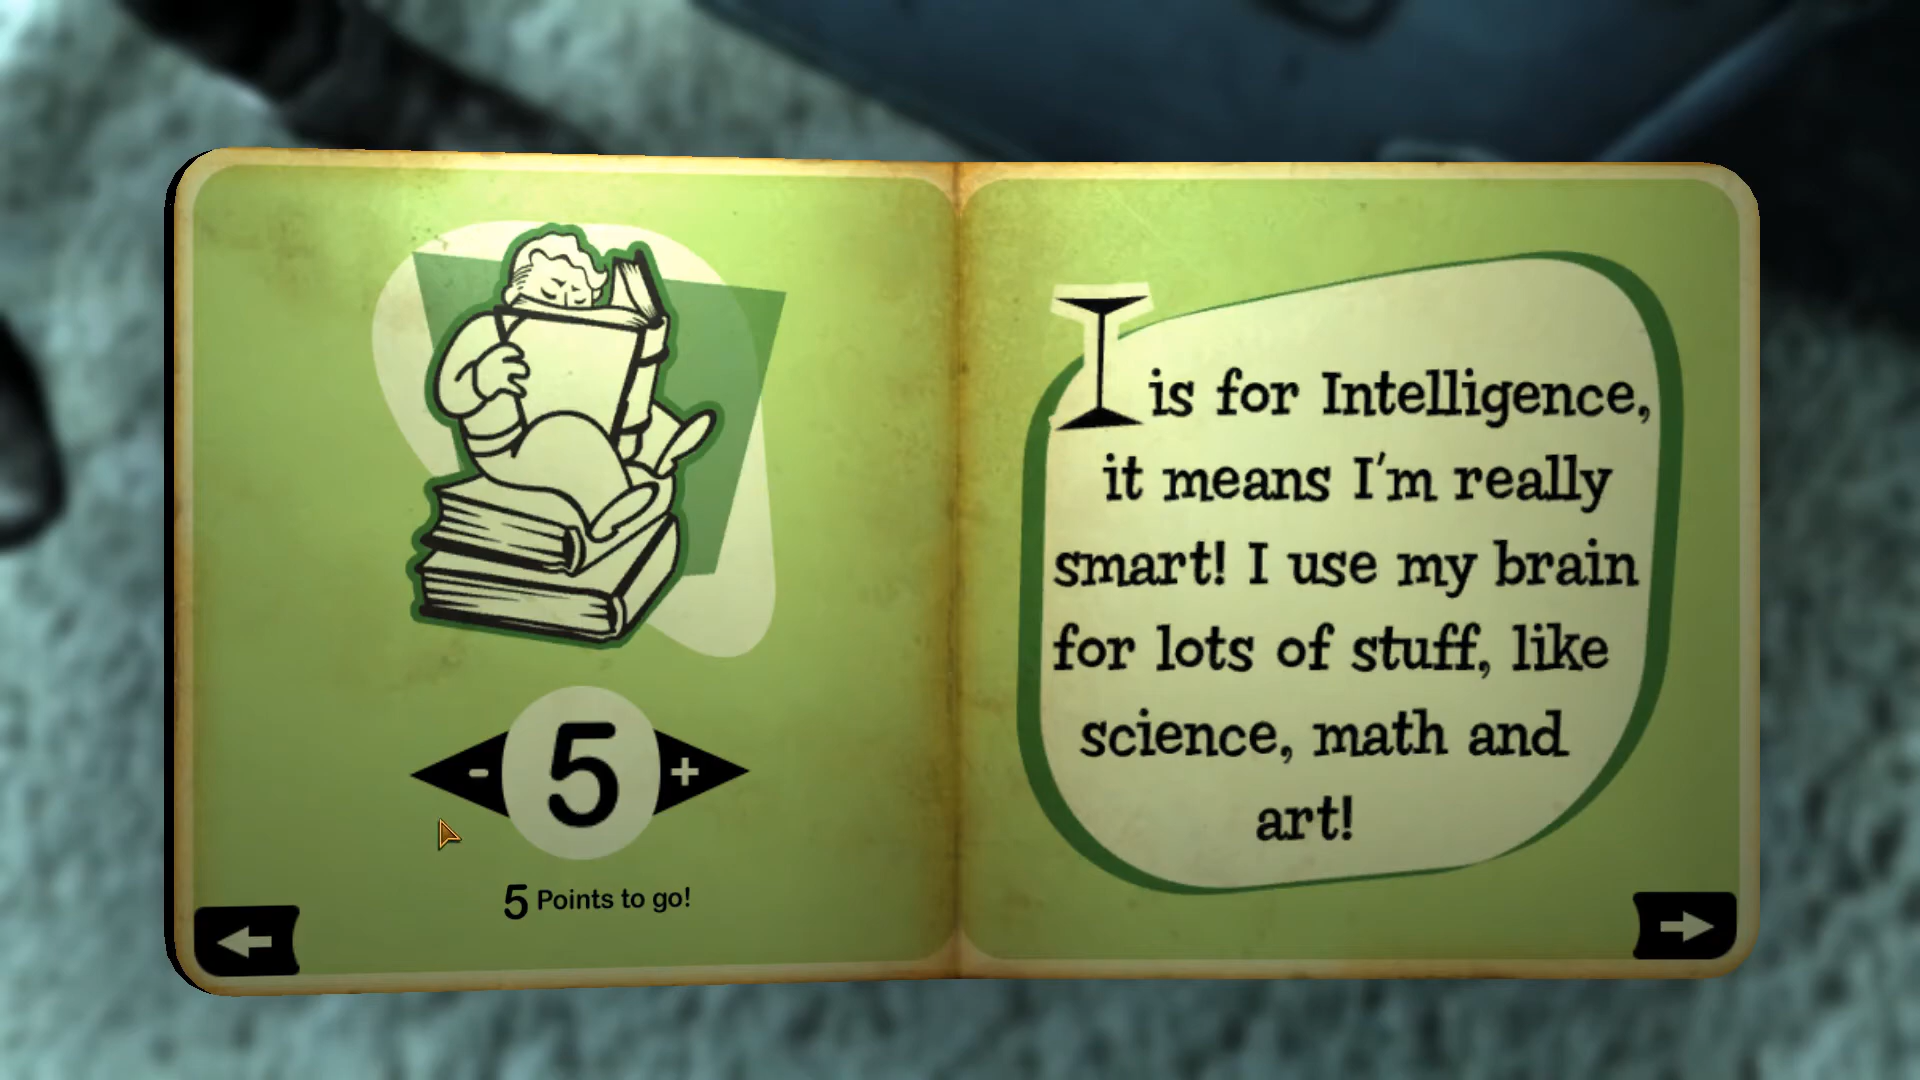 - 5 +
5 Points to go!
I is for Intelligence,
it means I'm really
smart! I use my brain
for lots of stuff, like
science, math and
art!